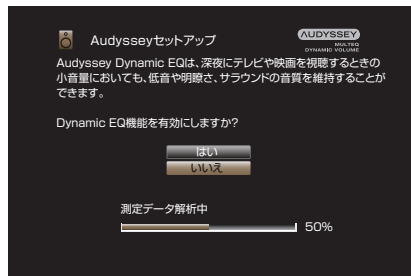 Audysseyセットアップ
AUDYSSEY
MULTEQ
DYNAMIC VOLUME
Audyssey Dynamic EQは、深夜にテレビや映画を視聴するときの
小音量においても、低音や明瞭さ、サラウンドの音質を維持することが
できます。
Dynamic EQ機能を有効にしますか?
はい
いいえ
測定データ解析中
50%